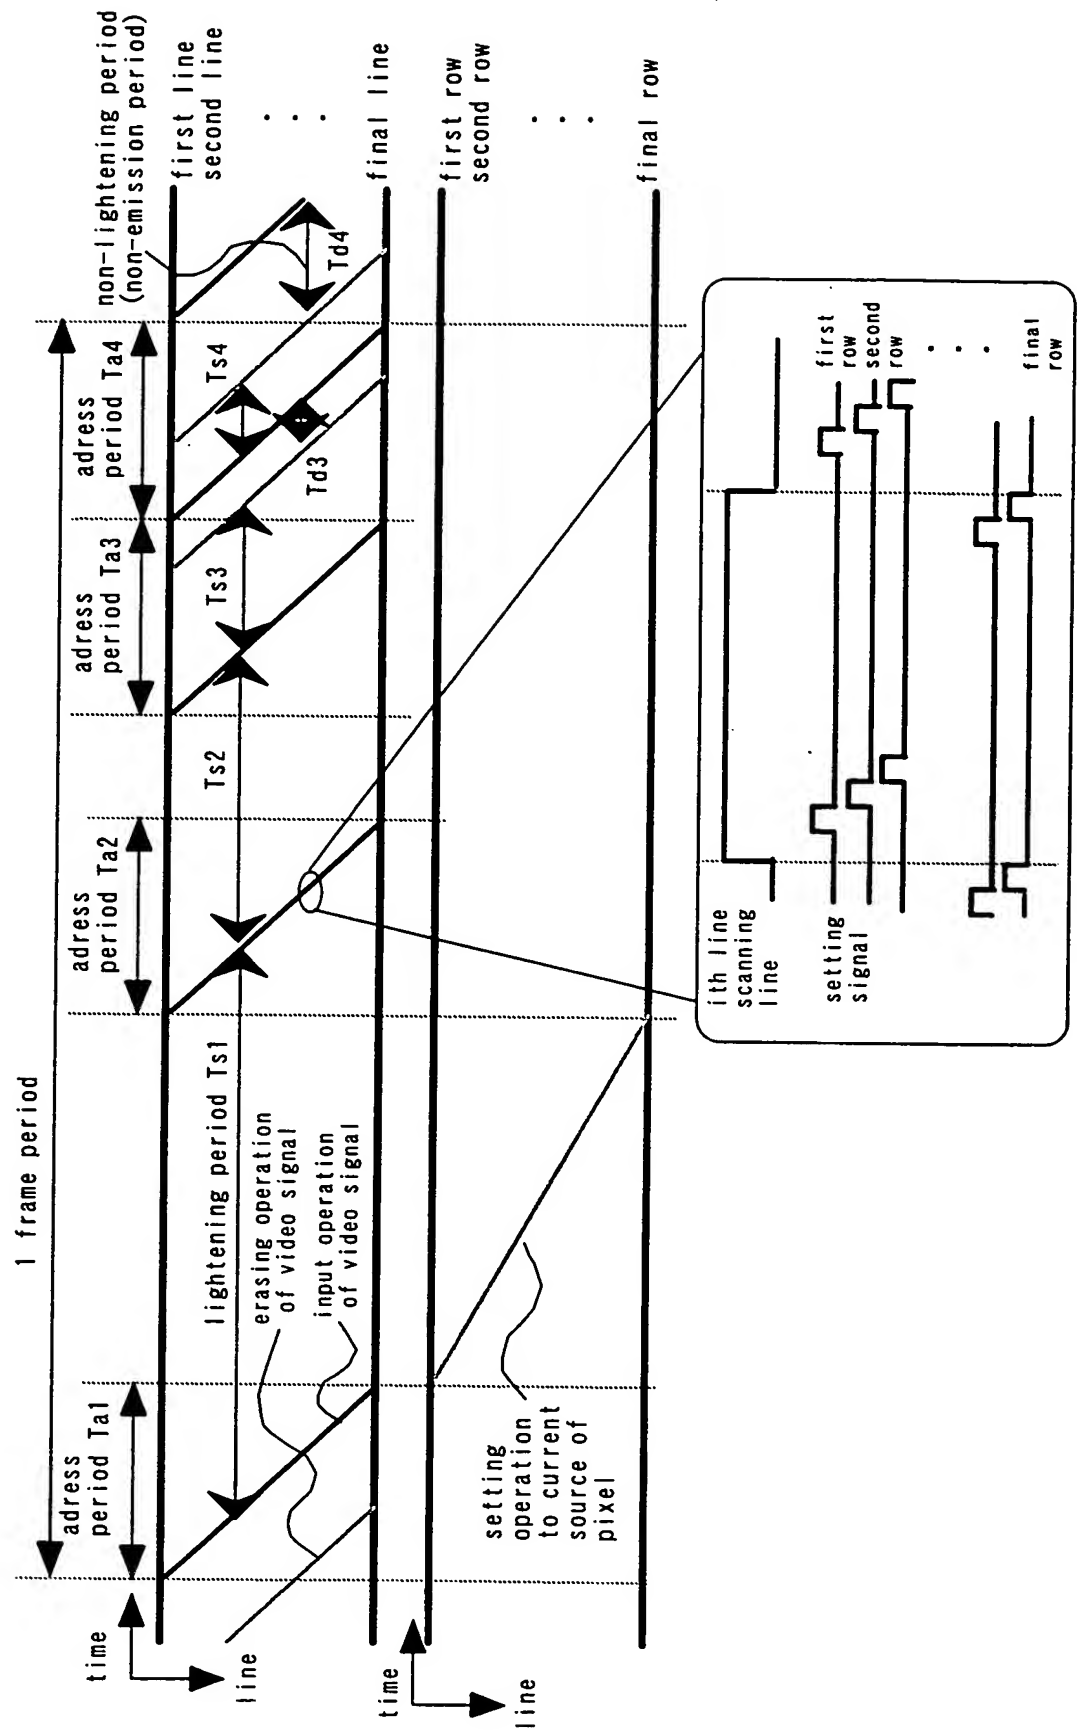 1 frame period
adress
period Ta1
adress
period Ta2
adress
period Ta3
adress
period Ta4
non-lightening period
(non-emission period)
time
line
first line
second line
final line
lightening period Ts1
Ts2
Ts3
Ts4
Td3
Td4
erasing operation
of video signal
input operation
of video signal
time
line
first row
second row
final row
setting
operation
to current
source of
pixel
ith line
scanning
line
setting
signal
first
row
second
row
final
row